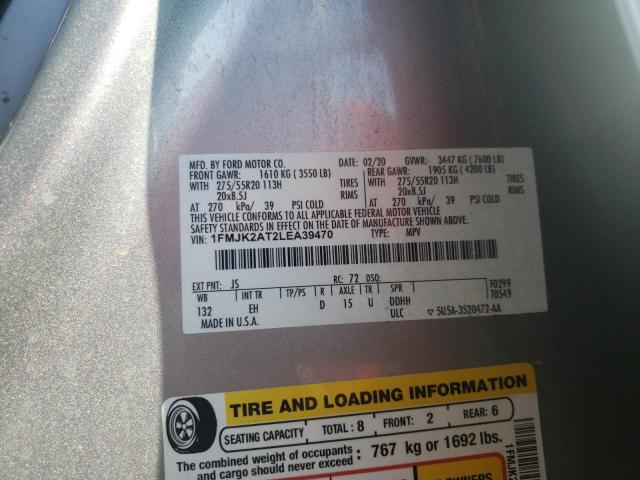 MFD. BY FORD MOTOR CO. DATE: 02/20 GVWR: 3447 KG ( 7600 LB)
FRONT GAWR: 1610 KG ( 3550 LB) REAR GAWR: 1905 KG ( 4200 LB)
WITH 275/55R20 113H TIRES WITH 275/55R20 113H TIRES
20x8.5J RIMS 20x8.5J RIMS
AT 270 kPa/ 39 PSI COLD AT 270 kPa/ 39 PSI COLD
THIS VEHICLE CONFORMS TO ALL APPLICABLE FEDERAL MOTOR VEHICLE
SAFETY STANDARDS IN EFFECT ON THE DATE OF MANUFACTURE SHOWN ABOVE.
VIN: 1FMJK2AT2LEA39470 TYPE: MPV
EXT PNT: JS RC: 72 DSO: F0299
WB INT TR TP/PS R AXLE TR SPR T0549
132 EH D 15 U DDHH
MADE IN U.S.A. ULC ▽ 5U5A-3520472-AA
TIRE AND LOADING INFORMATION
SEATING CAPACITY TOTAL : 8 FRONT: 2 REAR: 6
The combined weight of occupants and cargo should never exceed : 767 kg or 1692 lbs.
OWNERS
1FMJK2